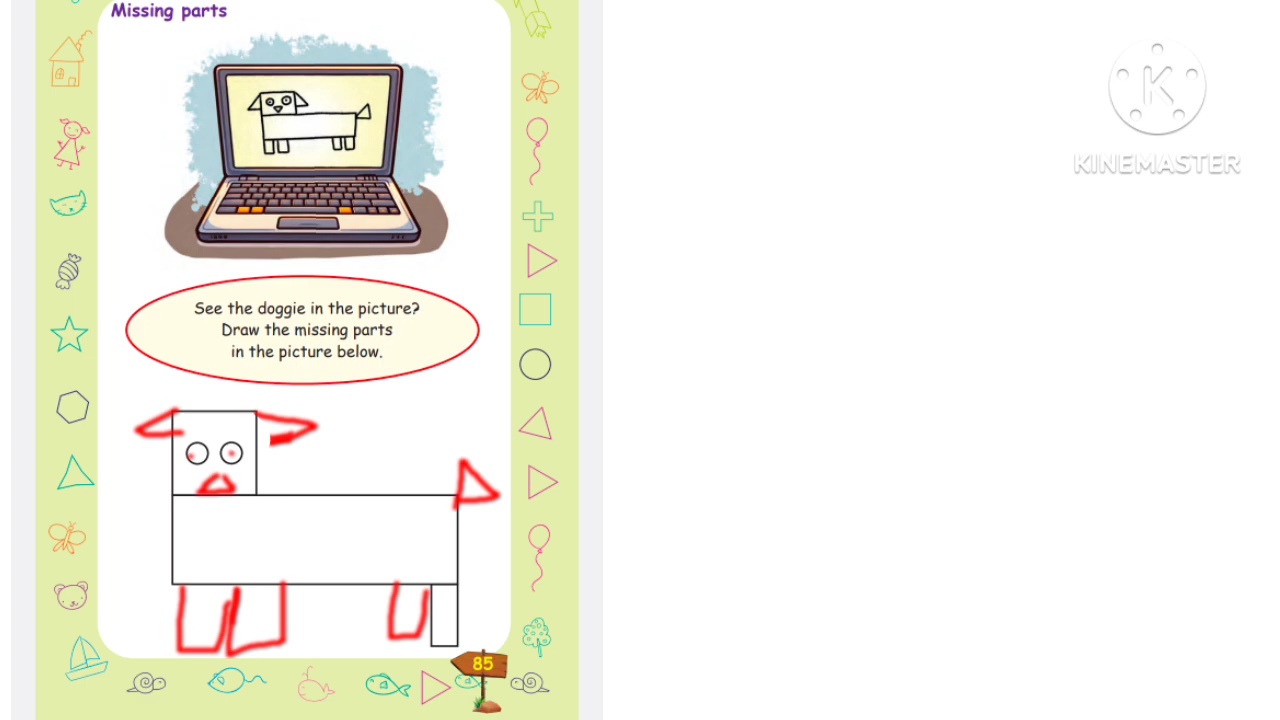 Missing parts
KINEMASTER
See the doggie in the picture?
Draw the missing parts
in the picture below.
85